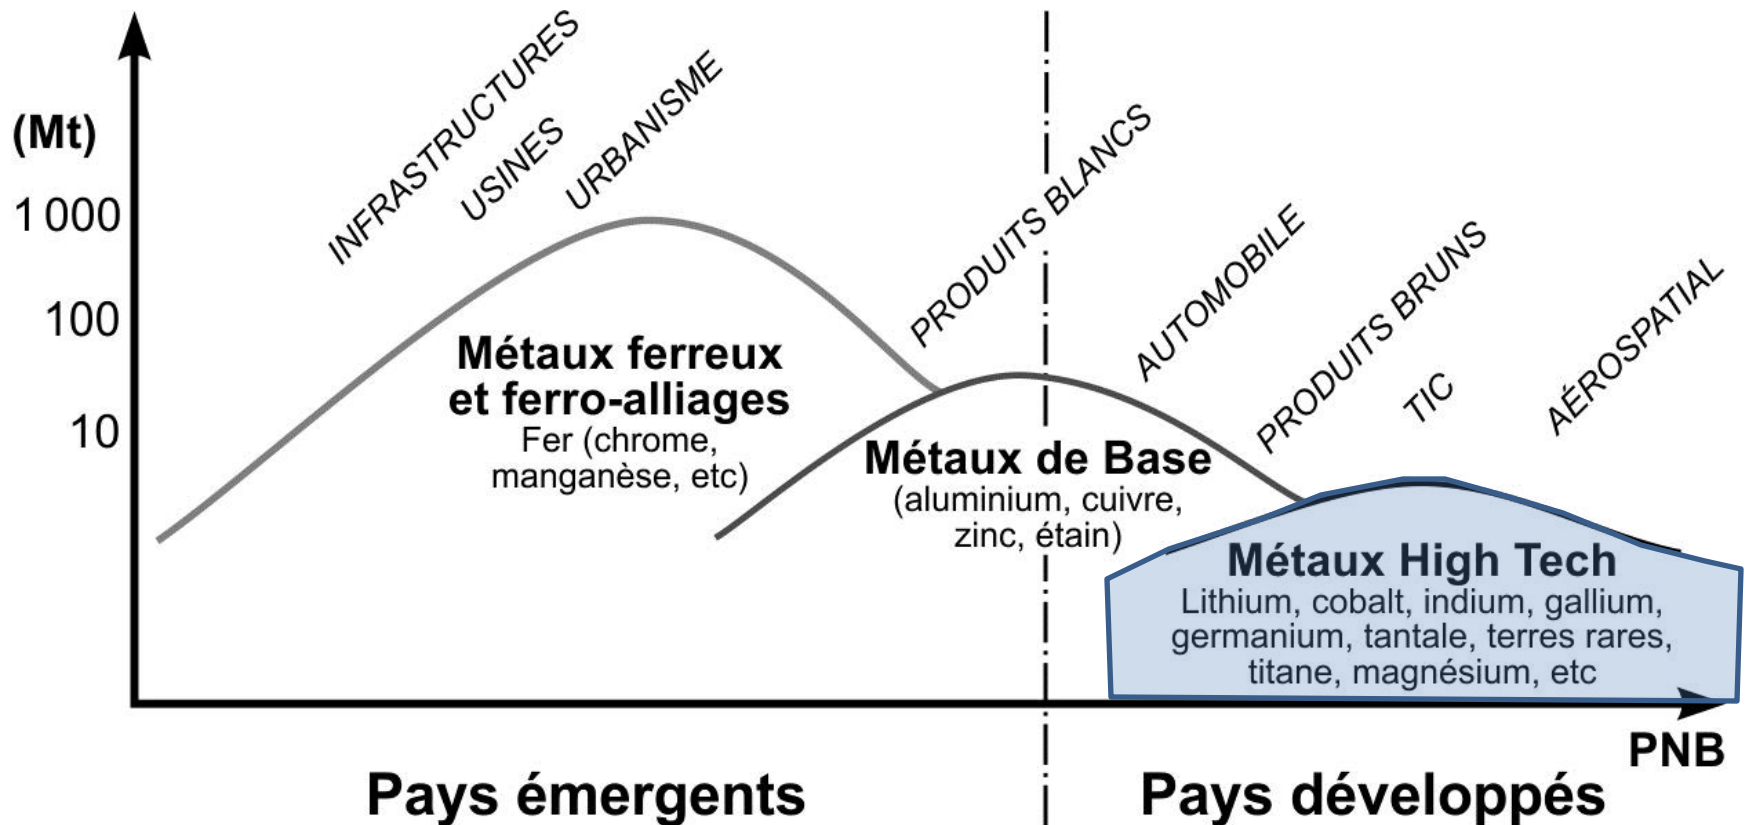 (Mt)
1 000
100
10
INFRASTRUCTURES
USINES
URBANISME
PRODUITS BLANCS
AUTOMOBILE
PRODUITS BRUNS
TIC
AÉROSPATIAL
Métaux ferreux
et ferro-alliages
Fer (chrome,
manganèse, etc)
Métaux de Base
(aluminium, cuivre,
zinc, étain)
Métaux High Tech
Lithium, cobalt, indium, gallium,
germanium, tantale, terres rares,
titane, magnésium, etc
PNB
Pays émergents
Pays développés